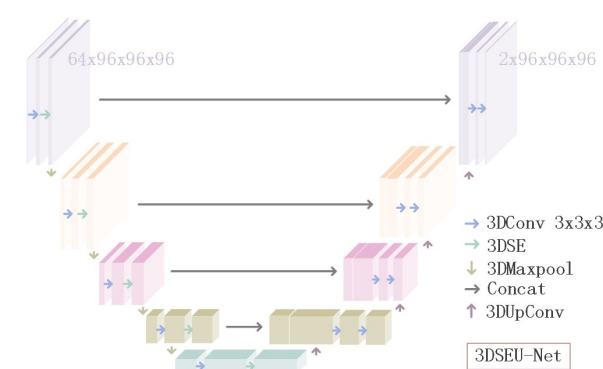 64x96x96x96
2x96x96x96
3DConv 3x3x3
3DSE
3DMaxpool
Concat
3DUpConv
3DSEU-Net